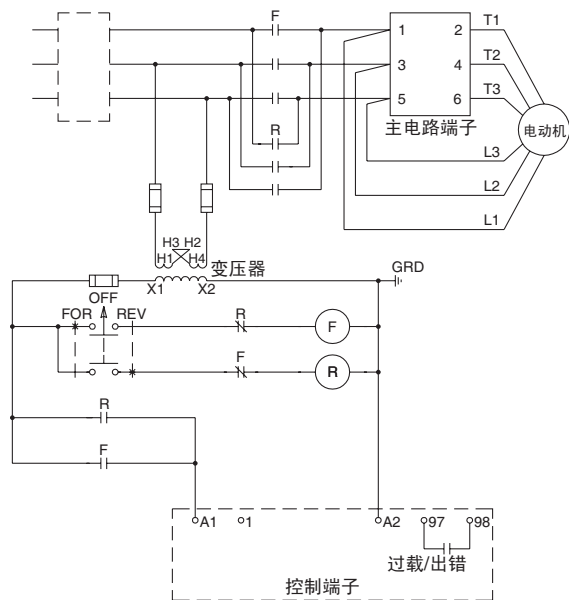 F
1 2 T1
3 4 T2
5 6 T3
主电路端子
电动机
R
L3
L2
L1
H3 H2
H1 H4
变压器
X1 X2
GRD
OFF
FOR REV
R
F
F
R
R
F
A1 1 A2 97 98
过载/出错
控制端子